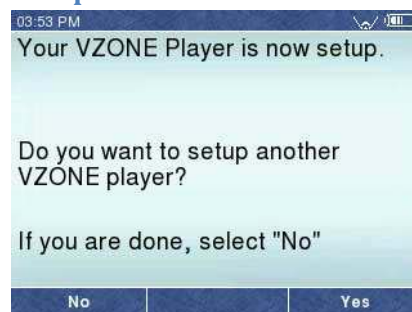 03:53 PM
Your VZONE Player is now setup.
Do you want to setup another
VZONE player?
If you are done, select "No"
No
Yes